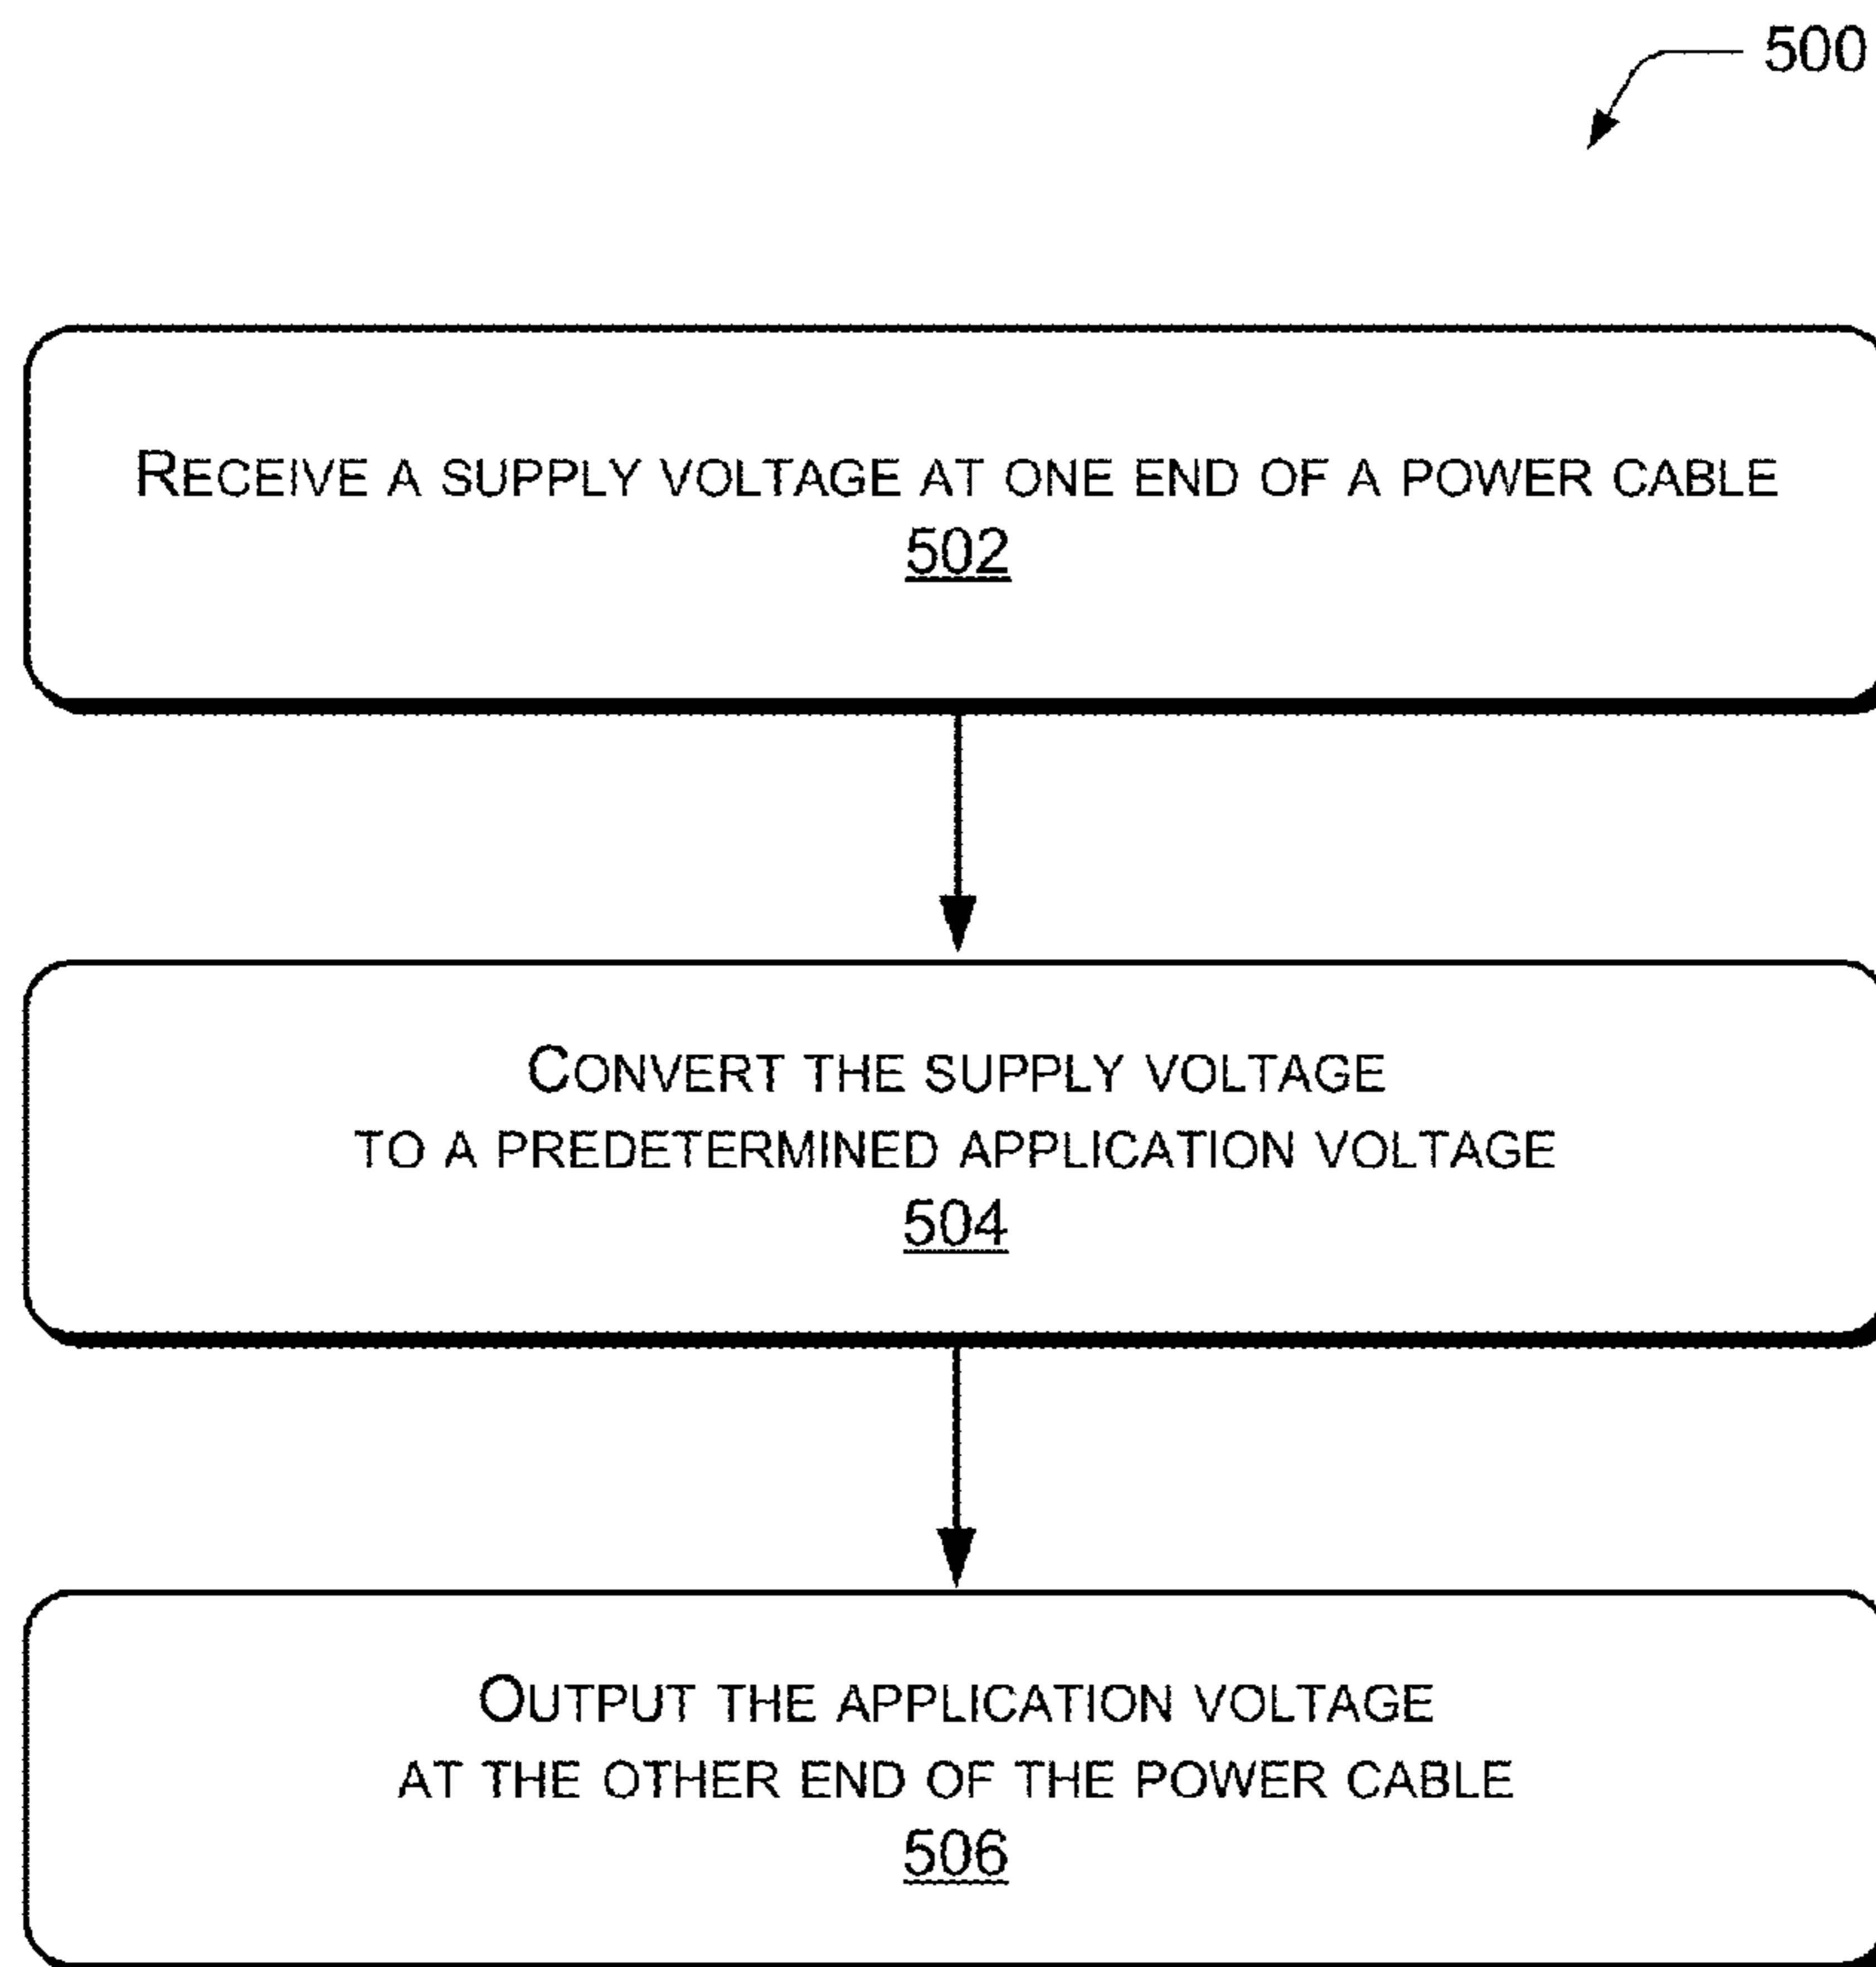 500
RECEIVE A SUPPLY VOLTAGE AT ONE END OF A POWER CABLE
502
CONVERT THE SUPPLY VOLTAGE
TO A PREDETERMINED APPLICATION VOLTAGE
504
OUTPUT THE APPLICATION VOLTAGE
AT THE OTHER END OF THE POWER CABLE
506